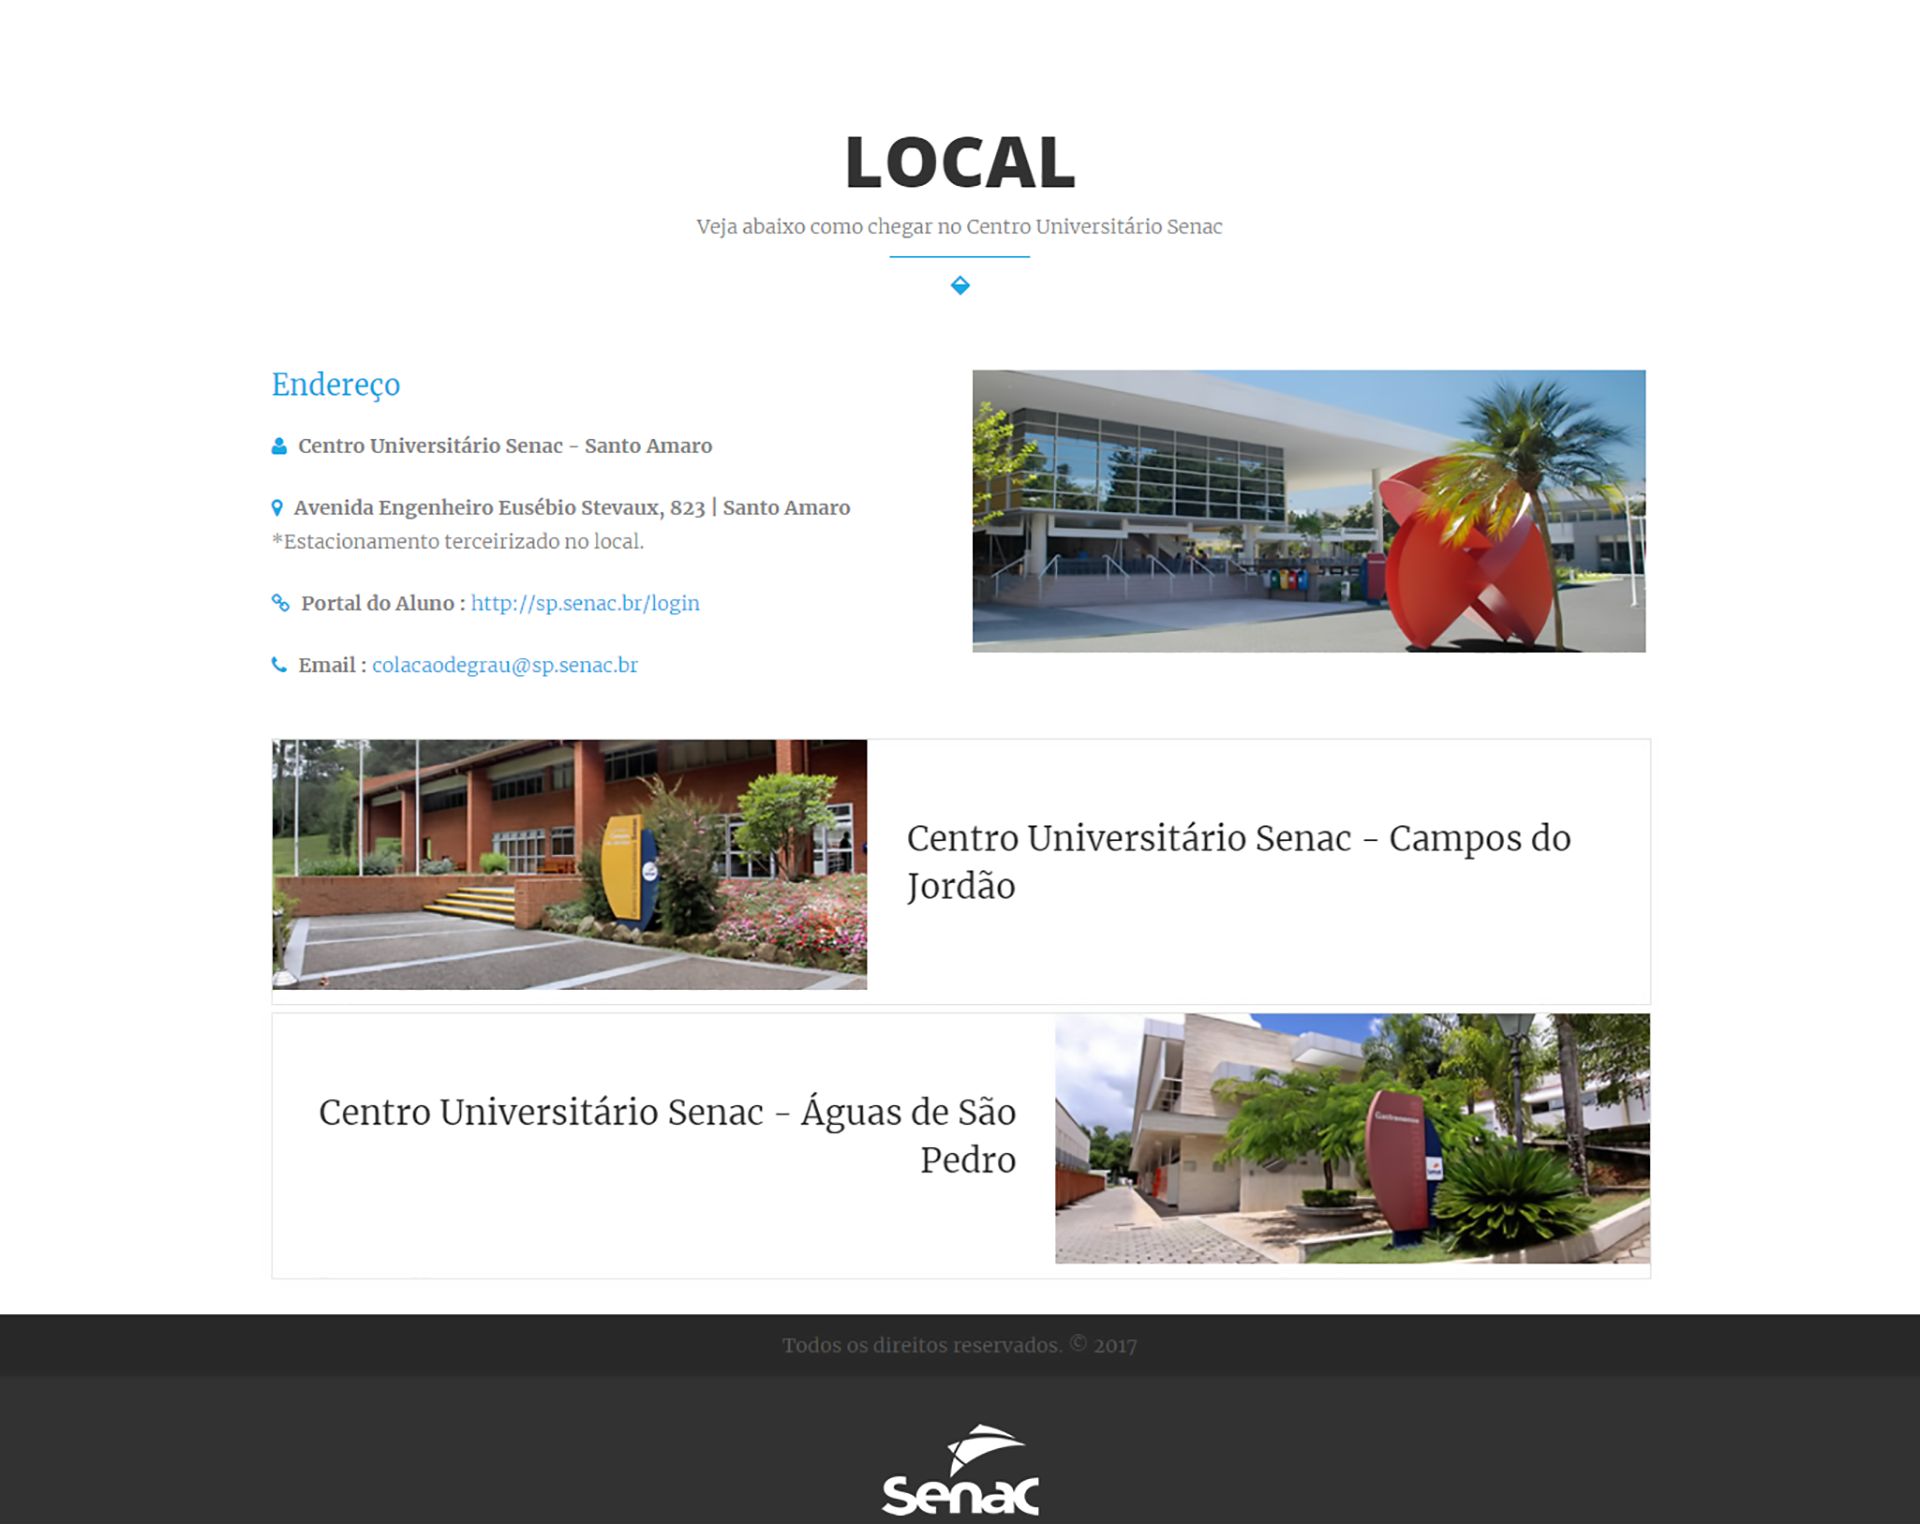 LOCAL
Veja abaixo como chegar no Centro Universitário Senac
Endereço
Centro Universitário Senac - Santo Amaro
Avenida Engenheiro Eusébio Stevaux, 823 | Santo Amaro
*Estacionamento terceirizado no local.
Portal do Aluno : http://sp.senac.br/login
Email : colacaodegrau@sp.senac.br
Centro Universitário Senac - Campos do
Jordão
Centro Universitário Senac - Águas de São
Pedro
Gastronomia
senac
Todos os direitos reservados. © 2017
senac